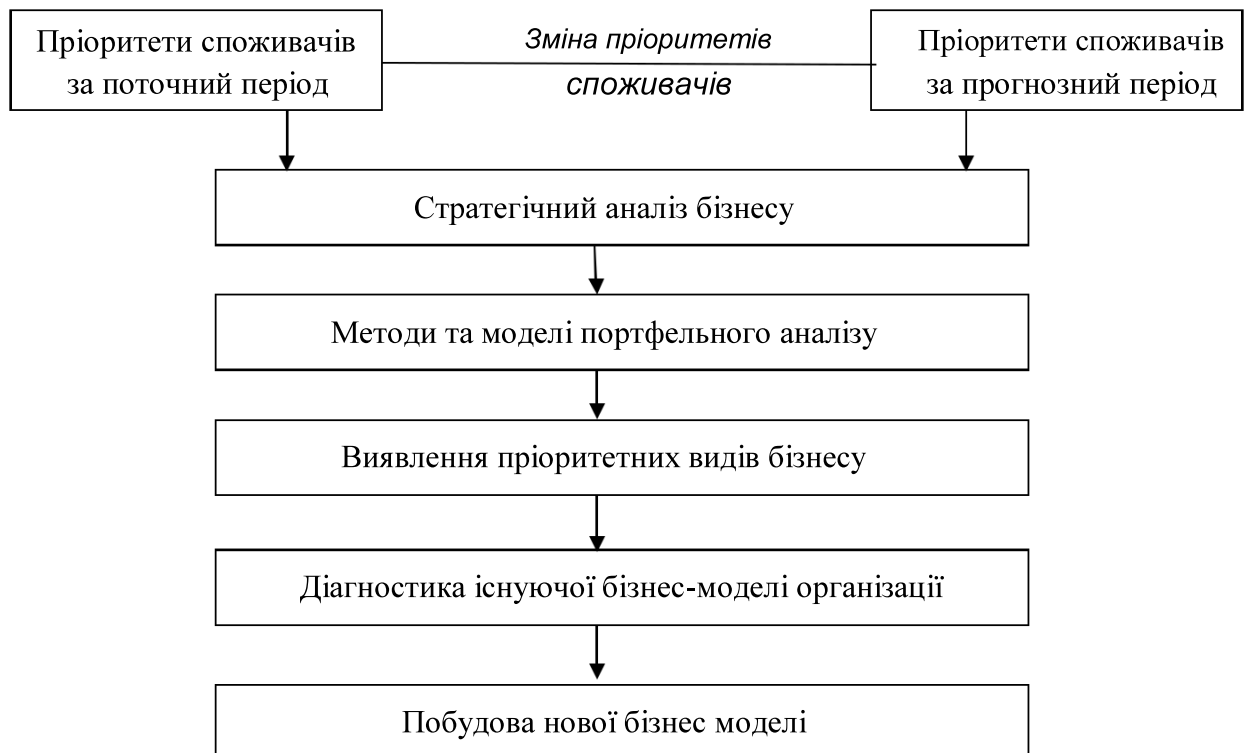 Пріоритети споживачів
за поточний період
Зміна пріоритетів
споживачів
Пріоритети споживачів
за прогнозний період
Стратегічний аналіз бізнесу
Методи та моделі портфельного аналізу
Виявлення пріоритетних видів бізнесу
Діагностика існуючої бізнес-моделі організації
Побудова нової бізнес моделі